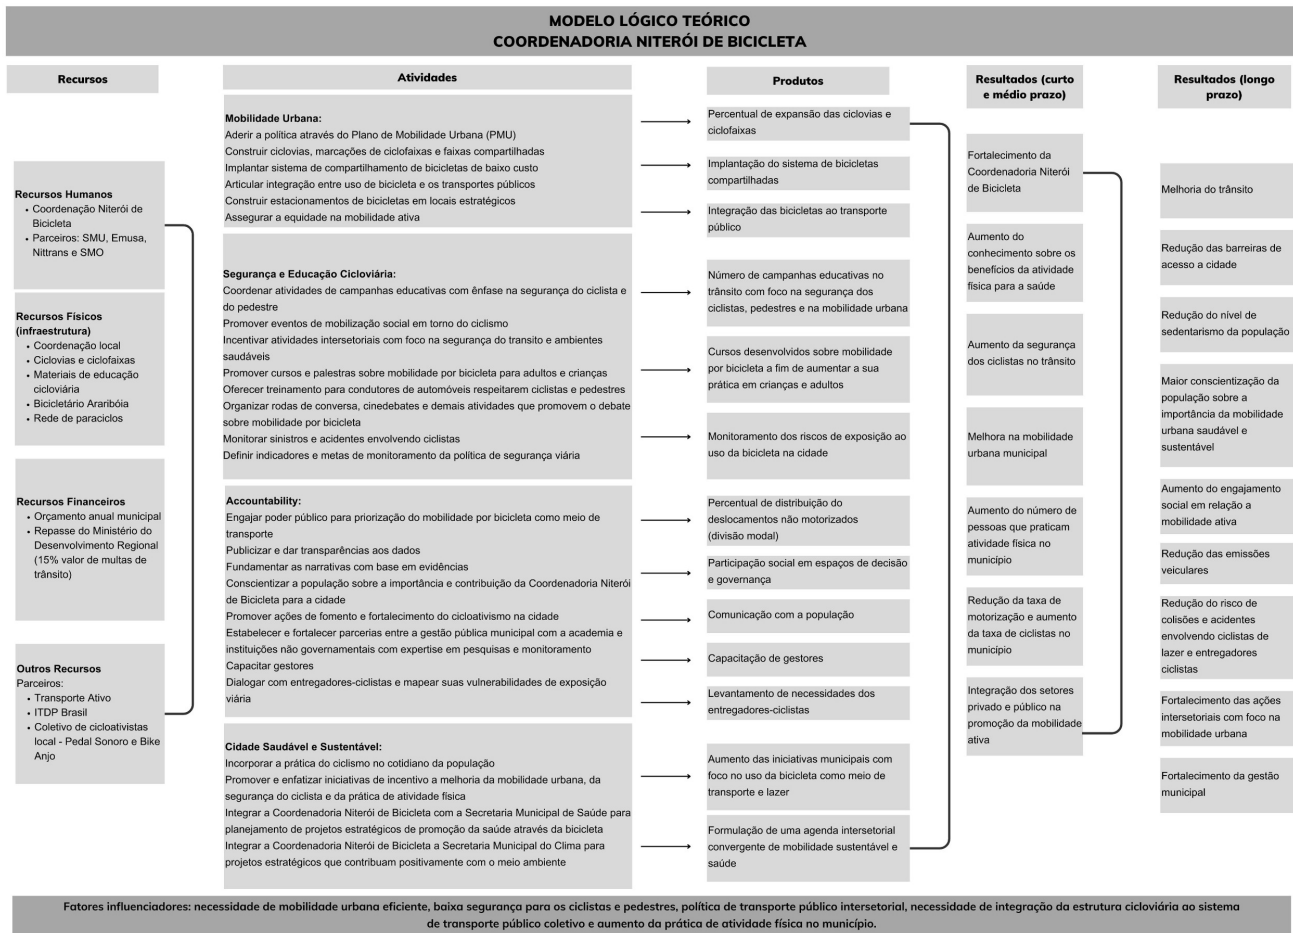 MODELO LÓGICO TEÓRICO
COORDENADORIA NITERÓI DE BICICLETA
Recursos
Recursos Humanos
• Coordenação Niterói de
Bicicleta
• Parceiros: SMU, Emusa,
Nittrans e SMO
Recursos Físicos
(infraestrutura)
• Coordenação local
• Ciclovias e ciclofaixas
• Materiais de educação
cicloviária
• Bicicletário Araribóia
• Rede de paraciclos
Recursos Financeiros
• Orçamento anual municipal
• Repasse do Ministério do
Desenvolvimento Regional
(15% valor de multas de
trânsito)
Outros Recursos
Parceiros:
• Transporte Ativo
• ITDP Brasil
• Coletivo de cicloativistas
local - Pedal Sonoro e Bike
Anjo
Atividades
Mobilidade Urbana:
Aderir a política através do Plano de Mobilidade Urbana (PMU)
Construir ciclovias, marcações de ciclofaixas e faixas compartilhadas
Implantar sistema de compartilhamento de bicicletas de baixo custo
Articular integração entre uso de bicicleta e os transportes públicos
Construir estacionamentos de bicicletas em locais estratégicos
Assegurar a equidade na mobilidade ativa
Segurança e Educação Cicloviária:
Coordenar atividades de campanhas educativas com ênfase na segurança do ciclista e
do pedestre
Promover eventos de mobilização social em torno do ciclismo
Incentivar atividades intersetoriais com foco na segurança do transito e ambientes
saudáveis
Promover cursos e palestras sobre mobilidade por bicicleta para adultos e crianças
Oferecer treinamento para condutores de automóveis respeitarem ciclistas e pedestres
Organizar rodas de conversa, cinedebates e demais atividades que promovem o debate
sobre mobilidade por bicicleta
Monitorar sinistros e acidentes envolvendo ciclistas
Definir indicadores e metas de monitoramento da política de segurança viária
Accountability:
Engajar poder público para priorização do mobilidade por bicicleta como meio de
transporte
Publicizar e dar transparências aos dados
Fundamentar as narrativas com base em evidências
Conscientizar a população sobre a importância e contribuição da Coordenadoria Niterói
de Bicicleta para a cidade
Promover ações de fomento e fortalecimento do cicloativismo na cidade
Estabelecer e fortalecer parcerias entre a gestão pública municipal com a academia e
instituições não governamentais com expertise em pesquisas e monitoramento
Capacitar gestores
Dialogar com entregadores-ciclistas e mapear suas vulnerabilidades de exposição
viária
Cidade Saudável e Sustentável:
Incorporar a prática do ciclismo no cotidiano da população
Promover e enfatizar iniciativas de incentivo a melhoria da mobilidade urbana, da
segurança do ciclista e da prática de atividade física
Integrar a Coordenadoria Niterói de Bicicleta com a Secretaria Municipal de Saúde para
planejamento de projetos estratégicos de promoção da saúde através da bicicleta
Integrar a Coordenadoria Niterói de Bicicleta a Secretaria Municipal do Clima para
projetos estratégicos que contribuam positivamente com o meio ambiente
Produtos
Percentual de expansão das ciclovias e
ciclofaixas
Implantação do sistema de bicicletas
compartilhadas
Integração das bicicletas ao transporte
público
Número de campanhas educativas no
trânsito com foco na segurança dos
ciclistas, pedestres e na mobilidade urbana
Cursos desenvolvidos sobre mobilidade
por bicicleta a fim de aumentar a sua
prática em crianças e adultos
Monitoramento dos riscos de exposição ao
uso da bicicleta na cidade
Percentual de distribuição do
deslocamentos não motorizados
(divisão modal)
Participação social em espaços de decisão
e governança
Comunicação com a população
Capacitação de gestores
Levantamento de necessidades dos
entregadores-ciclistas
Aumento das iniciativas municipais com
foco no uso da bicicleta como meio de
transporte e lazer
Formulação de uma agenda intersetorial
convergente de mobilidade sustentável e
saúde
Resultados (curto
e médio prazo)
Fortalecimento da
Coordenadoria Niterói
de Bicicleta
Aumento do
conhecimento sobre os
benefícios da atividade
física para a saúde
Aumento da segurança
dos ciclistas no trânsito
Melhora na mobilidade
urbana municipal
Aumento do número de
pessoas que praticam
atividade física no
município
Redução da taxa de
motorização e aumento
da taxa de ciclistas no
município
Integração dos setores
privado e público na
promoção da mobilidade
ativa
Resultados (longo
prazo)
Melhoria do trânsito
Redução das barreiras de
acesso a cidade
Redução do nível de
sedentarismo da população
Maior conscientização da
população sobre a
importância da mobilidade
urbana saudável e
sustentável
Aumento do engajamento
social em relação a
mobilidade ativa
Redução das emissões
veiculares
Redução do risco de
colisões e acidentes
envolvendo ciclistas de
lazer e entregadores
ciclistas
Fortalecimento das ações
intersetoriais com foco na
mobilidade urbana
Fortalecimento da gestão
municipal
Fatores influenciadores: necessidade de mobilidade urbana eficiente, baixa segurança para os ciclistas e pedestres, política de transporte público intersetorial, necessidade de integração da estrutura cicloviária ao sistema
de transporte público coletivo e aumento da prática de atividade física no município.